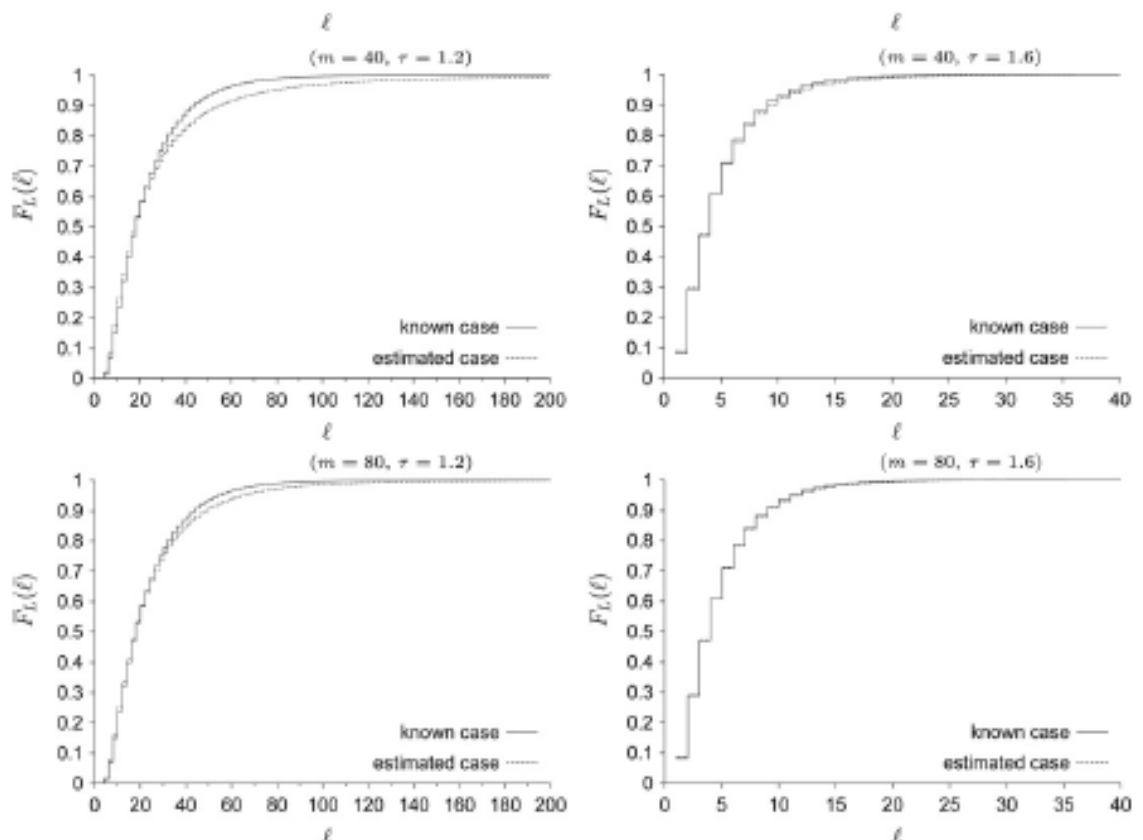 ℓ ℓ
(m = 40, τ = 1.2) (m = 40, τ = 1.6)
1 1
0.9 0.9
0.8 0.8
0.7 0.7
0.6 0.6
F_L(ℓ) 0.5 F_L(ℓ) 0.5
0.4 0.4
0.3 0.3
0.2 known case 0.2 known case
0.1 estimated case 0.1 estimated case
0 0
0 20 40 60 80 100 120 140 160 180 200 0 5 10 15 20 25 30 35 40
ℓ ℓ
(m = 80, τ = 1.2) (m = 80, τ = 1.6)
1 1
0.9 0.9
0.8 0.8
0.7 0.7
0.6 0.6
F_L(ℓ) 0.5 F_L(ℓ) 0.5
0.4 0.4
0.3 0.3
0.2 known case 0.2 known case
0.1 estimated case 0.1 estimated case
0 0
0 20 40 60 80 100 120 140 160 180 200 0 5 10 15 20 25 30 35 40
ℓ ℓ